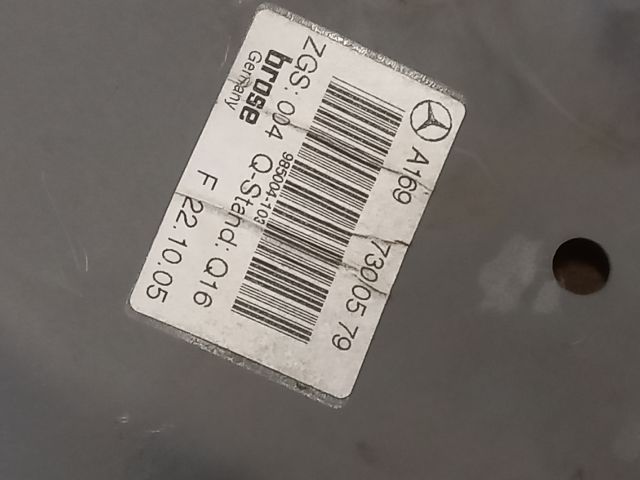 A169 730 05 79
985004-103
ZGS: 004 Q-Stand: Q16
brose
Germany
F 22.10.05